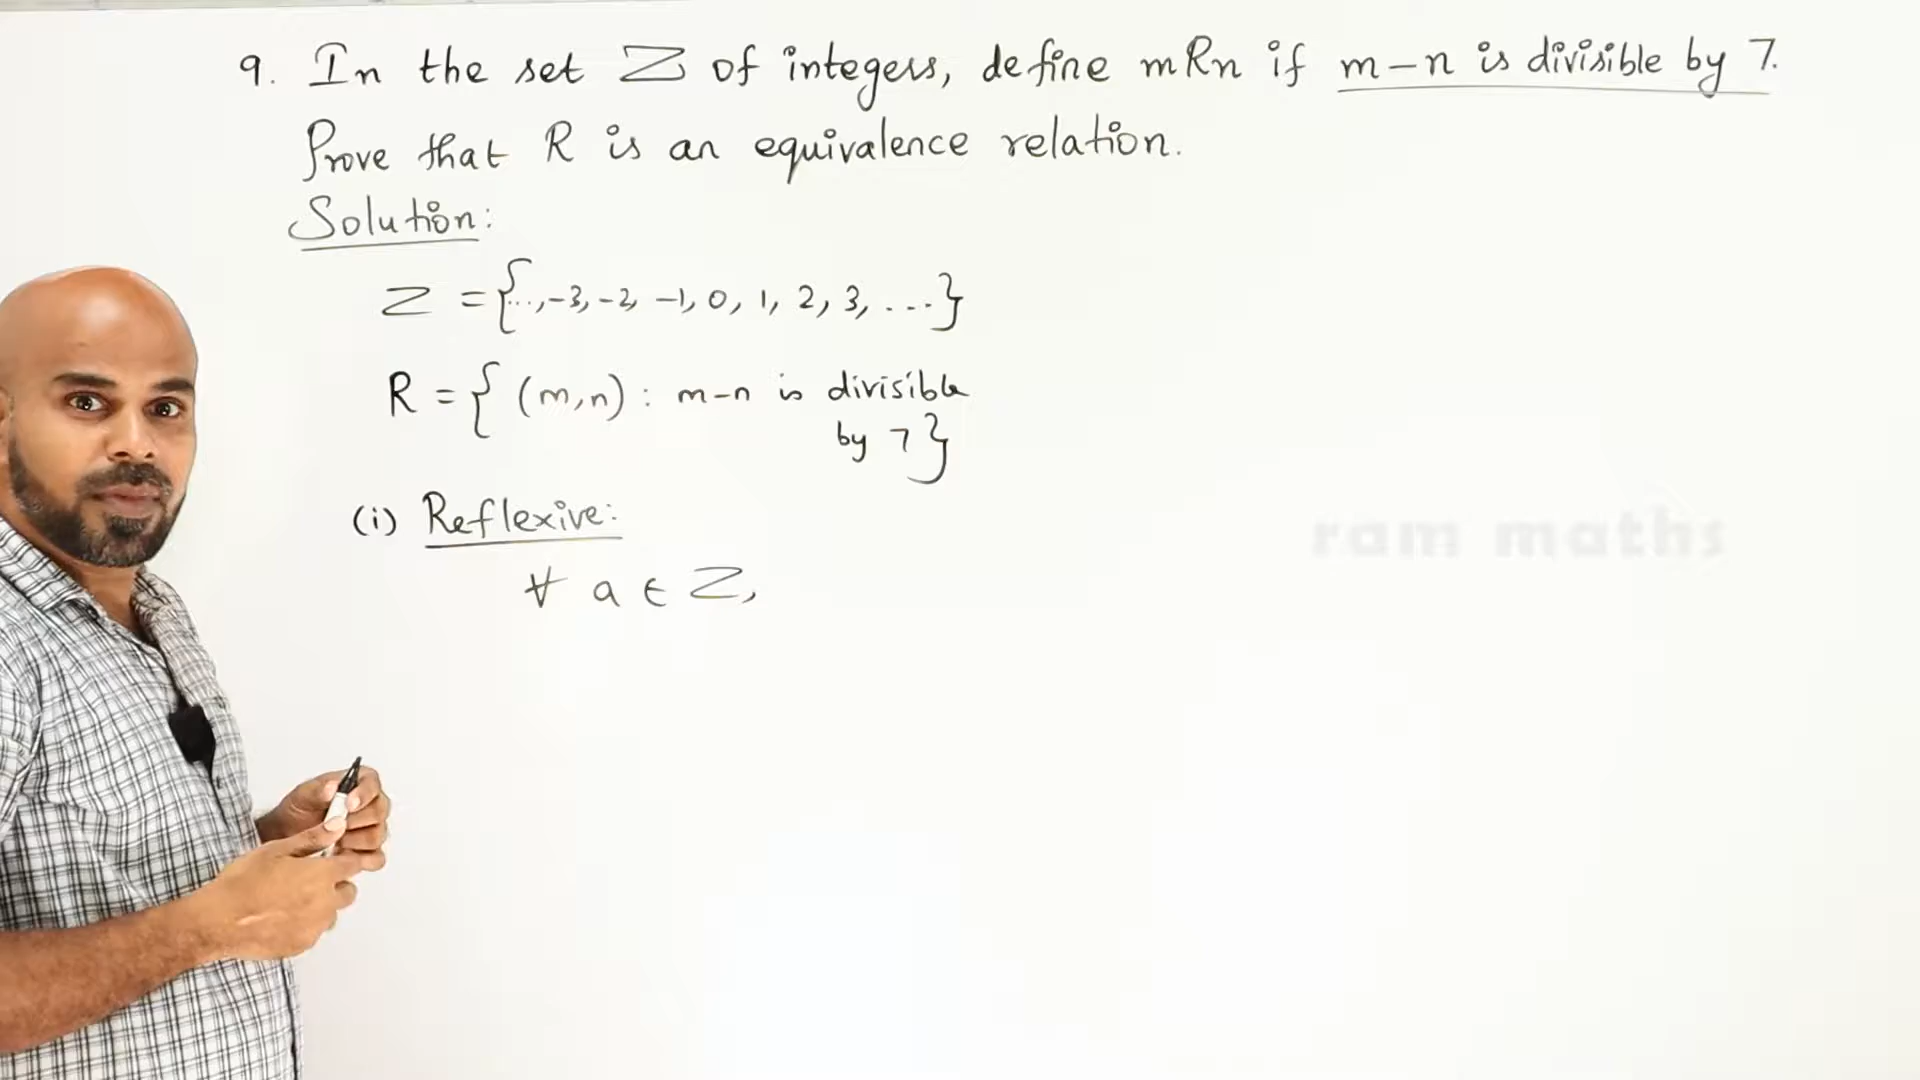 9. In the set Z of integers, define mRn if m-n is divisible by 7.
Prove that R is an equivalence relation.
Solution:
Z = {..., -3, -2, -1, 0, 1, 2, 3, ....}
R = { (m,n) : m-n is divisible
by 7 }
(i) Reflexive:
ram maths
∀ a ∈ Z,